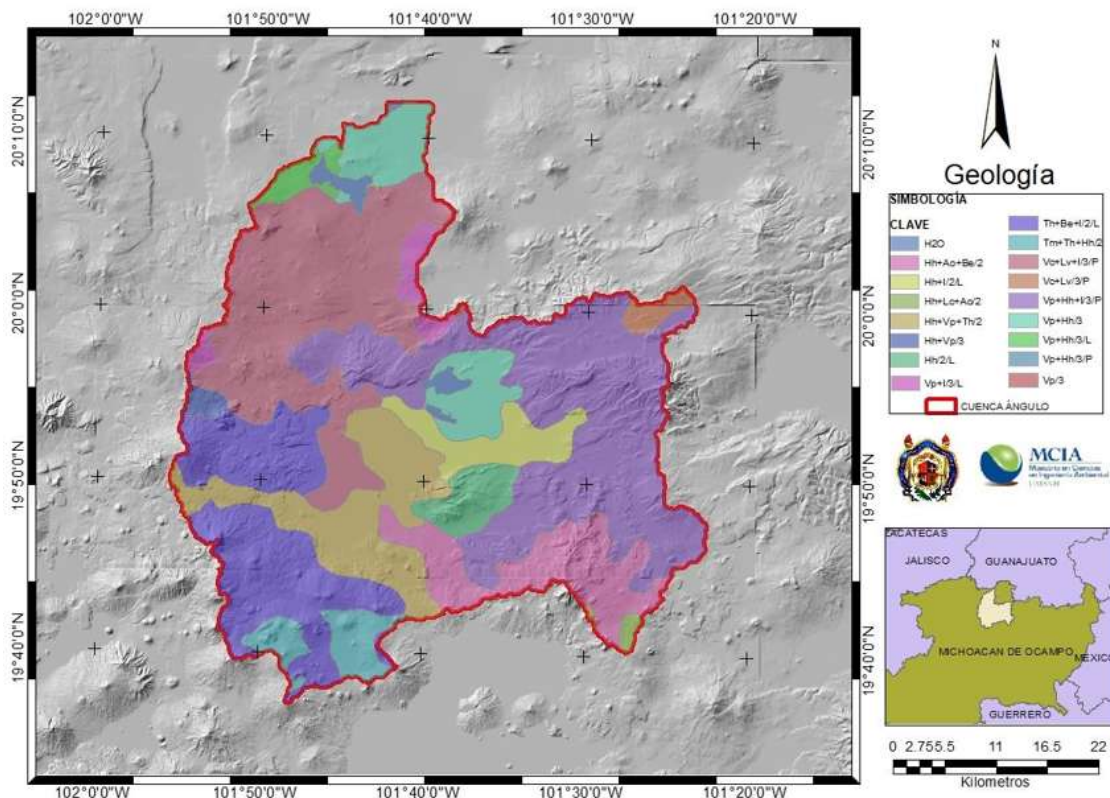 102°0'0"W 101°50'0"W 101°40'0"W 101°30'0"W 101°20'0"W
20°10'0"N
20°0'0"N
19°50'0"N
19°40'0"N
20°10'0"N
20°0'0"N
19°50'0"N
19°40'0"N
102°0'0"W 101°50'0"W 101°40'0"W 101°30'0"W 101°20'0"W
N
Geología
SIMBOLOGÍA
CLAVE
H2O
Hh+Ao+Be/2
Hh+I/2/L
Hh+Lc+Ao/2
Hh+Vp+Th/2
Hh+Vp/3
Hh/2/L
Vp+I/3/L
Th+Be+I/2/L
Tm+Th+Hh/2
Vc+Lv+I/3/P
Vc+Lv/3/P
Vp+Hh+I/3/P
Vp+Hh/3
Vp+Hh/3/L
Vp+Hh/3/P
Vp/3
CUENCA ÁNGULO
MCIA
Maestría en Ciencias
en Ingeniería Ambiental
ZACATECAS
JALISCO
GUANAJUATO
MICHOACAN DE OCAMPO
MEXICO
GUERRERO
0 2.755.5 11 16.5 22
Kilometros